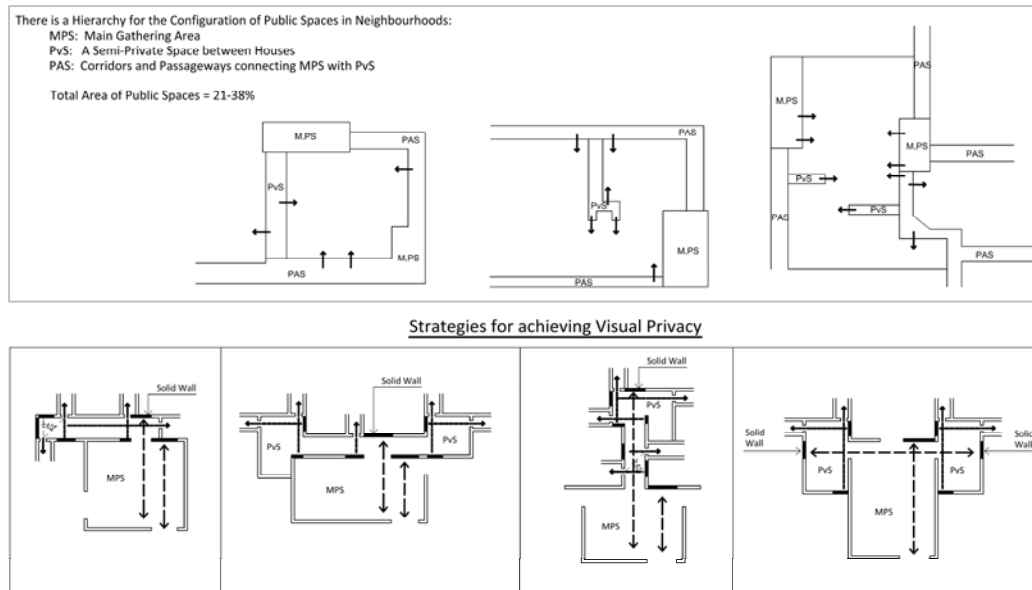 There is a Hierarchy for the Configuration of Public Spaces in Neighbourhoods:
MPS: Main Gathering Area
PvS: A Semi-Private Space between Houses
PAS: Corridors and Passageways connecting MPS with PvS
Total Area of Public Spaces = 21-38%
M.PS
PAS
PvS
M.PS
PAS
PAS
PvS
M.PS
PAS
PAS
M.PS
M.PS
PAS
PvS
PvS
PAS
PAS
Strategies for achieving Visual Privacy
Solid Wall
MPS
Solid Wall
PvS
PvS
MPS
Solid Wall
PvS
MPS
Solid
Wall
Solid
Wall
PvS
PvS
MPS